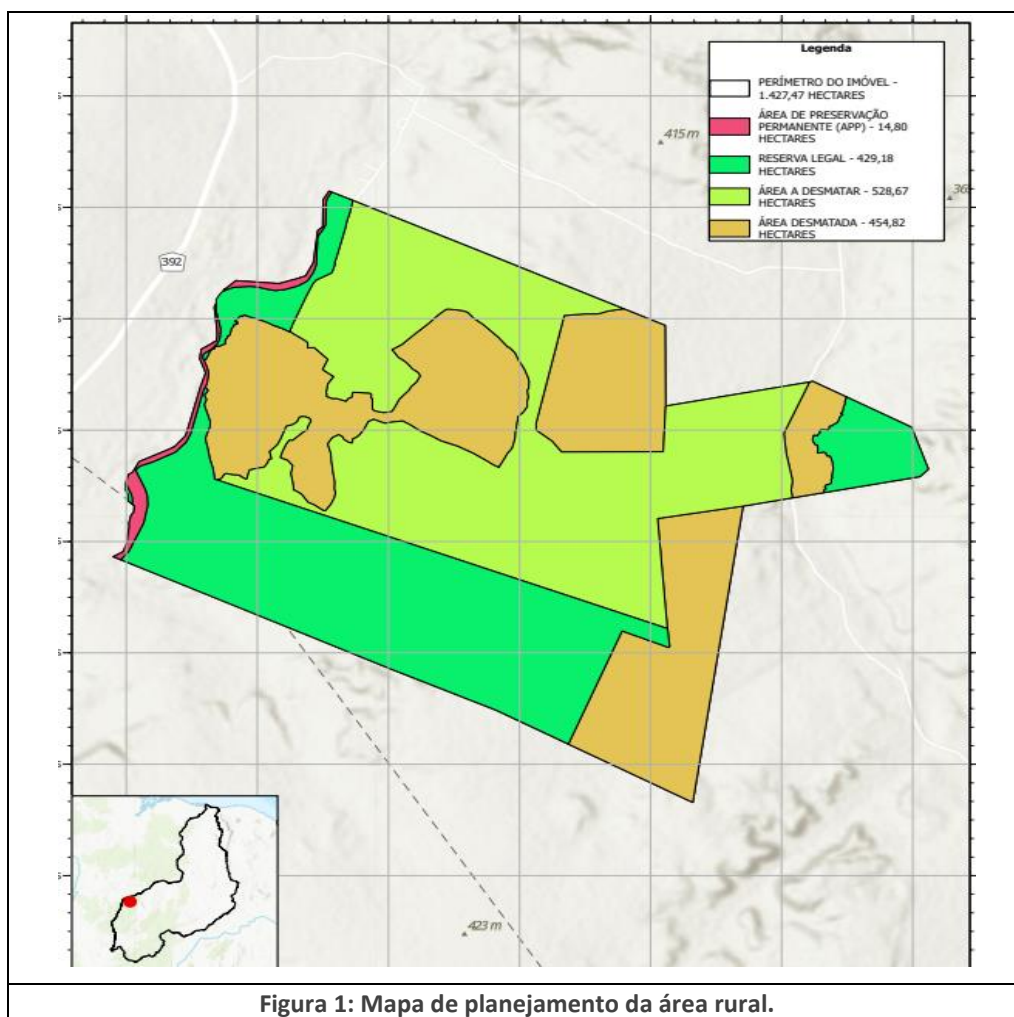 Legenda
PERÍMETRO DO IMÓVEL -
1.427,47 HECTARES
ÁREA DE PRESERVAÇÃO
PERMANENTE (APP) - 14,80
HECTARES
RESERVA LEGAL - 429,18
HECTARES
ÁREA A DESMATAR - 528,67
HECTARES
ÁREA DESMATADA - 454,82
HECTARES
415 m
36
392
423 m
Figura 1: Mapa de planejamento da área rural.